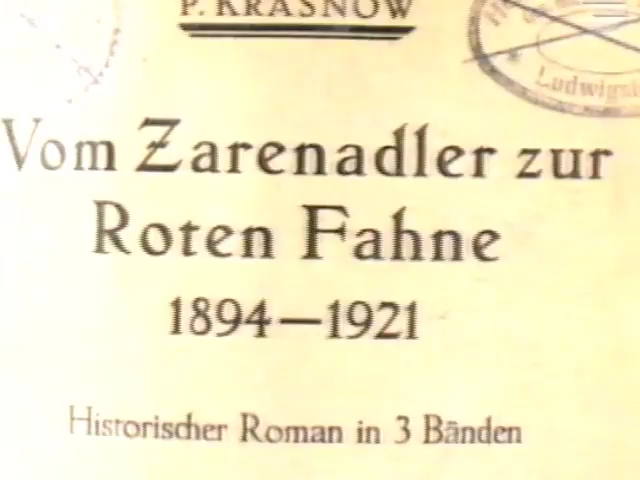 P. KRASNOW
Vom Zarenadler zur
Roten Fahne
1894—1921
Historischer Roman in 3 Bänden